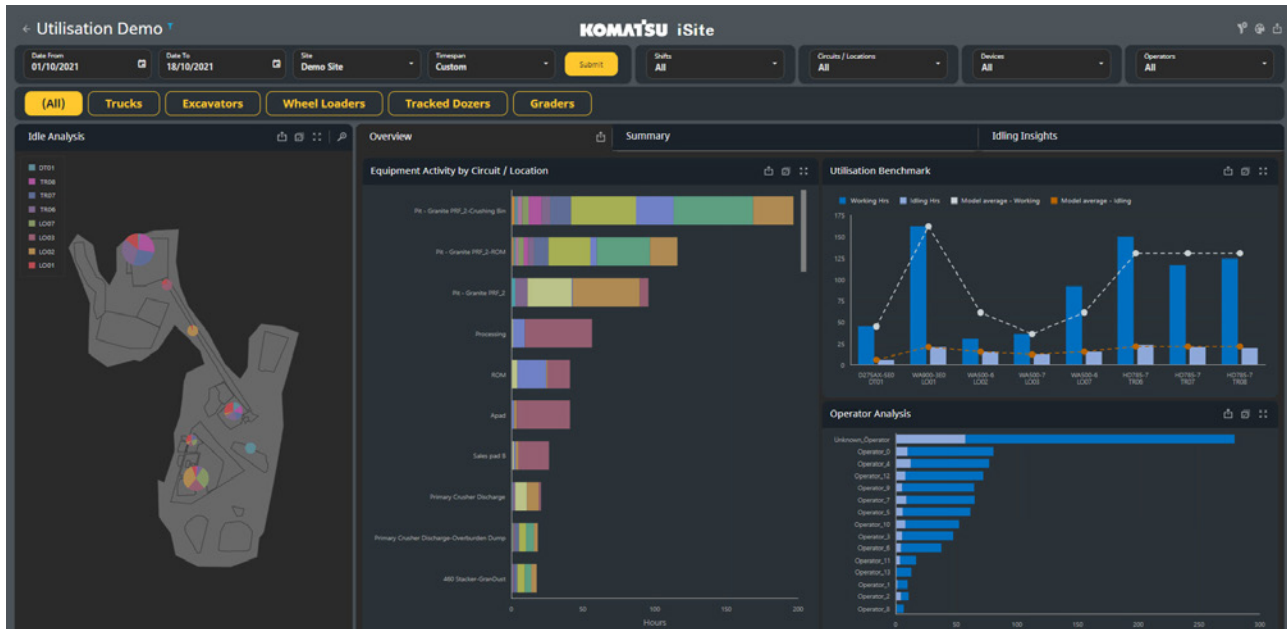 ← Utilisation Demo
KOMATSU iSite
Date From
01/10/2021
Date To
18/10/2021
Site
Demo Site
Timespan
Custom
Submit
Shifts
All
Circuits / Locations
All
Devices
All
Operators
All
(All)
Trucks
Excavators
Wheel Loaders
Tracked Dozers
Graders
Idle Analysis
DT01
TR08
TR07
TR06
LO07
LO03
LO02
LO01
Overview
Summary
Idling Insights
Equipment Activity by Circuit / Location
Pit - Granite PRF_2-Crushing Bin
Pit - Granite PRF_2-ROM
Pit - Granite PRF_2
Processing
ROM
Apad
Sales pad B
Primary Crusher Discharge
Primary Crusher Discharge-Overburden Dump
460 Stacker-GranDust
0 50 100 150 200
Hours
Utilisation Benchmark
Working Hrs Idling Hrs Model average - Working Model average - Idling
175
150
125
100
75
50
25
0
D275AX-5E0 WA800-3E0 WA500-6 WA500-7 WA500-6 HD785-7 HD785-7 HD785-7
DT01 LO01 LO02 LO03 LO07 TR06 TR07 TR08
Operator Analysis
Unknown_Operator
Operator_0
Operator_4
Operator_12
Operator_9
Operator_7
Operator_5
Operator_10
Operator_3
Operator_6
Operator_11
Operator_13
Operator_1
Operator_2
Operator_8
0 50 100 150 200 250 300